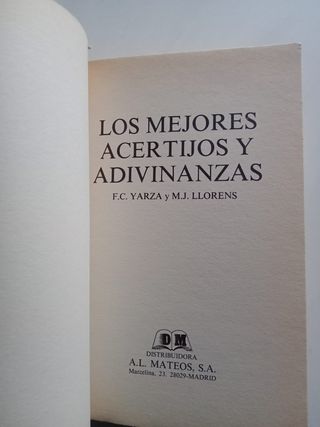 LOS MEJORES
ACERTIJOS Y
ADIVINANZAS
F.C. YARZA y M.J. LLORENS
DM
DISTRIBUIDORA
A.L. MATEOS, S.A.
Marcelina, 23. 28029-MADRID